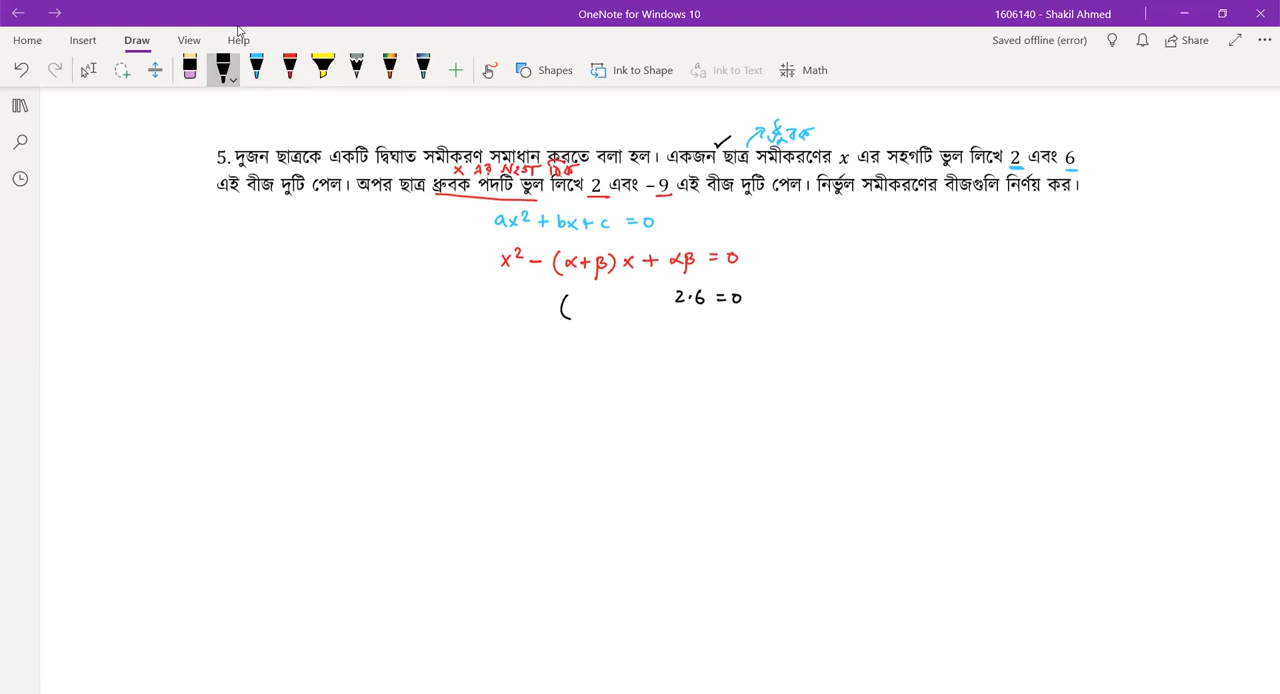 OneNote for Windows 10
1606140 - Shakil Ahmed
Home Insert Draw View Help
Saved offline (error) Share
Shapes Ink to Shape Ink to Text Math
5. দুজন ছাত্রকে একটি দ্বিঘাত সমীকরণ সমাধান করতে বলা হল। একজন ছাত্র সমীকরণের x এর সহগটি ভুল লিখে 2 এবং 6
এই বীজ দুটি পেল। অপর ছাত্র ধ্রুবক পদটি ভুল লিখে 2 এবং −9 এই বীজ দুটি পেল। নির্ভুল সমীকরণের বীজগুলি নির্ণয় কর।
ax² + bx + c = 0
x² − (α+β) x + αβ = 0
( 2·6 = 0